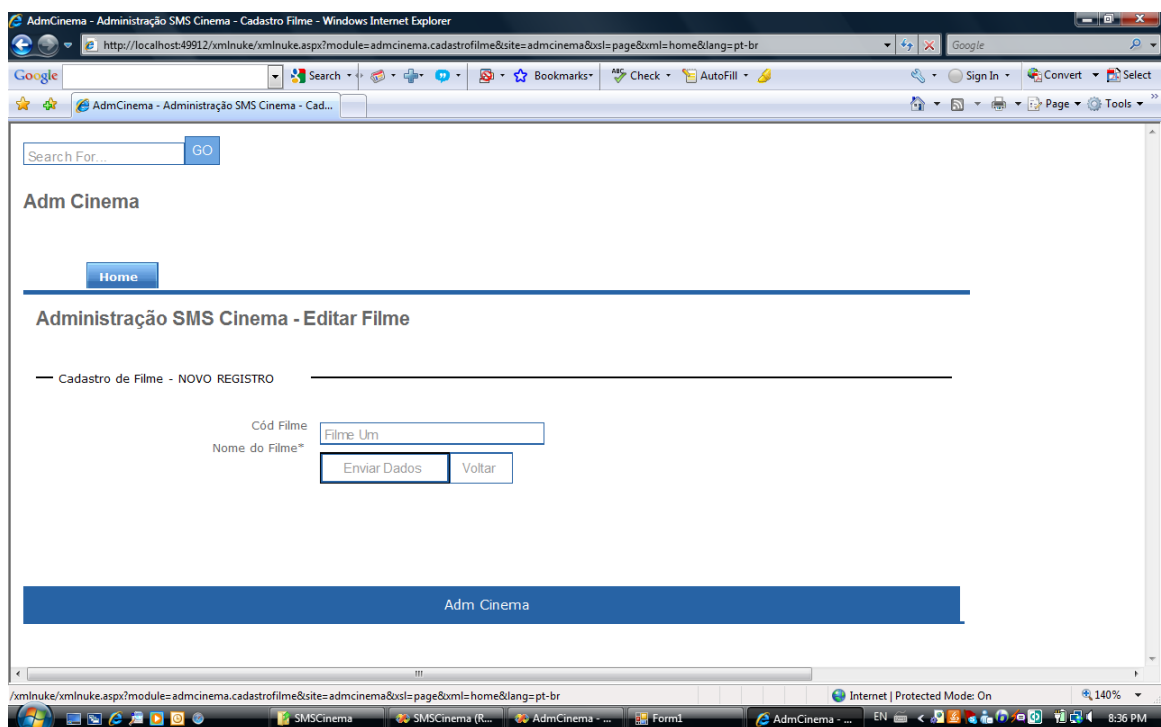 AdmCinema - Administração SMS Cinema - Cadastro Filme - Windows Internet Explorer
http://localhost:49912/xmlnuke/xmlnuke.aspx?module=admcinema.cadastrofilme&site=admcinema&xsl=page&xml=home&lang=pt-br
Google
Google Search Bookmarks ABC Check AutoFill Sign In Convert Select
AdmCinema - Administração SMS Cinema - Cad... Page Tools
Search For... GO
Adm Cinema
Home
Administração SMS Cinema - Editar Filme
Cadastro de Filme - NOVO REGISTRO
Cód Filme
Filme Um
Nome do Filme*
Enviar Dados Voltar
Adm Cinema
/xmlnuke/xmlnuke.aspx?module=admcinema.cadastrofilme&site=admcinema&xsl=page&xml=home&lang=pt-br Internet | Protected Mode: On 140%
SMSCinema SMSCinema (R... AdmCinema - ... Form1 AdmCinema - ... EN 8:36 PM